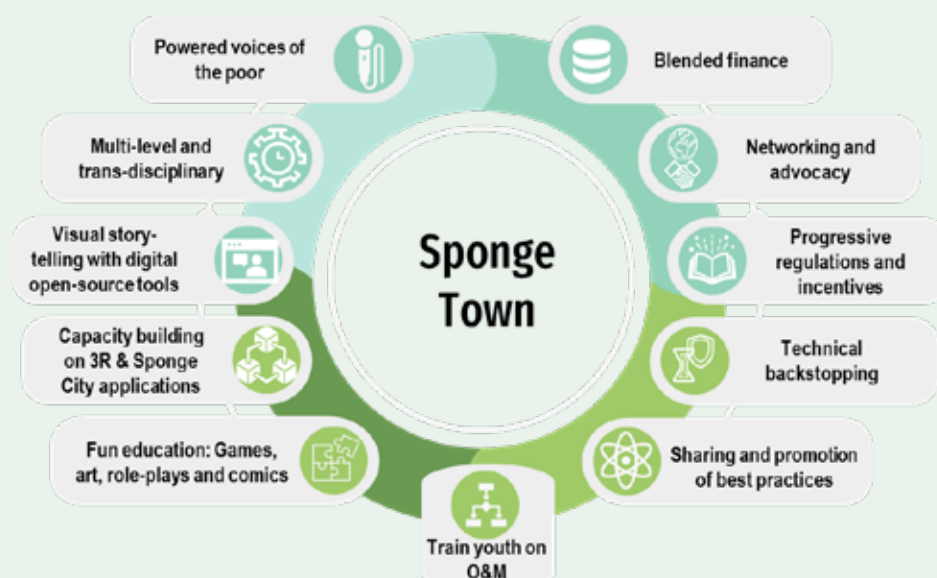 Powered voices of
the poor
Multi-level and
trans-disciplinary
Visual story-
telling with digital
open-source tools
Capacity building
on 3R & Sponge
City applications
Fun education: Games,
art, role-plays and comics
Sponge
Town
Blended finance
Networking and
advocacy
Progressive
regulations and
incentives
Technical
backstopping
Sharing and promotion
of best practices
Train youth on
O&M